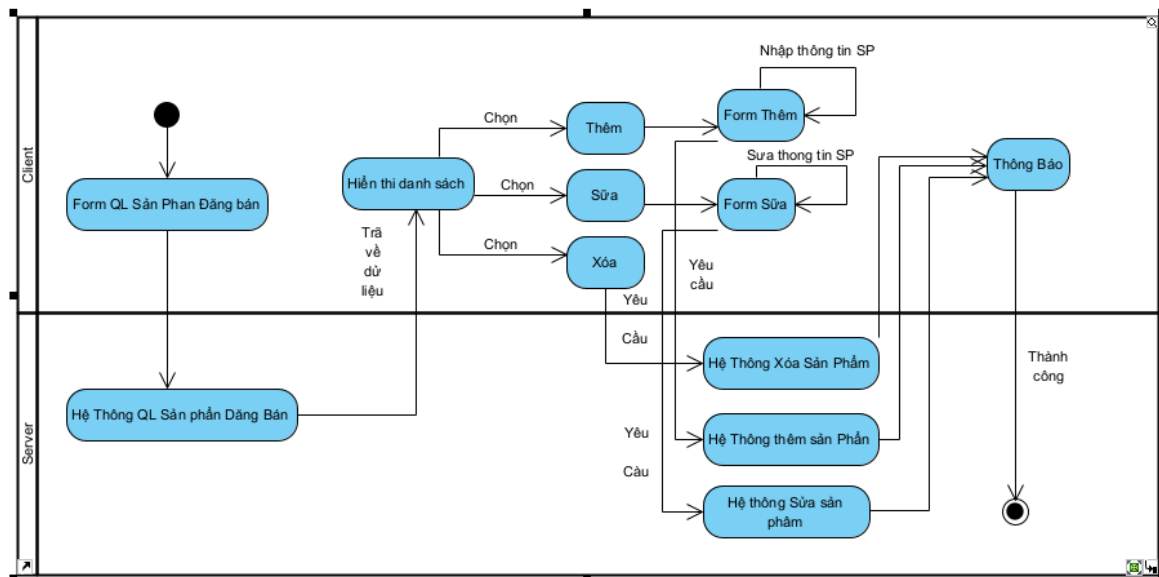 Client
Form QL Sản Phan Đăng bán
Hiển thi danh sách
Trã
về
dử
liệu
Chọn
Chọn
Chọn
Thêm
Sữa
Xóa
Nhập thông tin SP
Form Thêm
Sưa thong tin SP
Form Sữa
Yêu
cầu
Yêu
Cầu
Thông Báo
Thành
công
Server
Hệ Thông QL Sản phẩn Dăng Bán
Hệ Thông Xóa Sản Phẩm
Hệ Thông thêm sản Phẩn
Yêu
Càu
Hệ thông Sửa sản
phâm